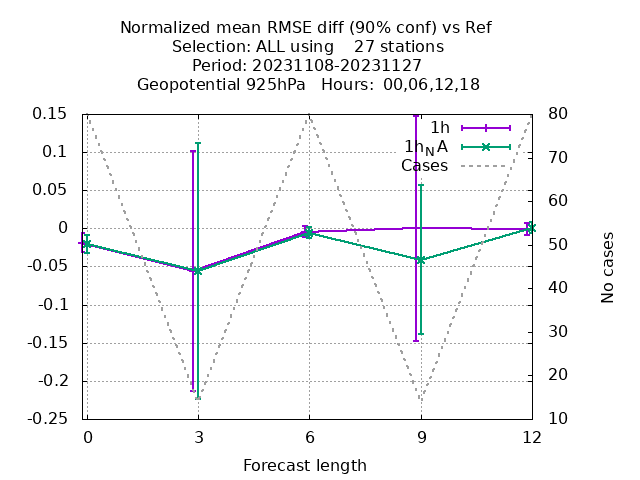 Normalized mean RMSE diff (90% conf) vs Ref
Selection: ALL using    27 stations
Period: 20231108-20231127
Geopotential 925hPa   Hours:  00,06,12,18
0.15
0.1
0.05
0
-0.05
-0.1
-0.15
-0.2
-0.25
80
70
60
50
40
30
20
10
1h
1hNA
Cases
No cases
0 3 6 9 12
Forecast length